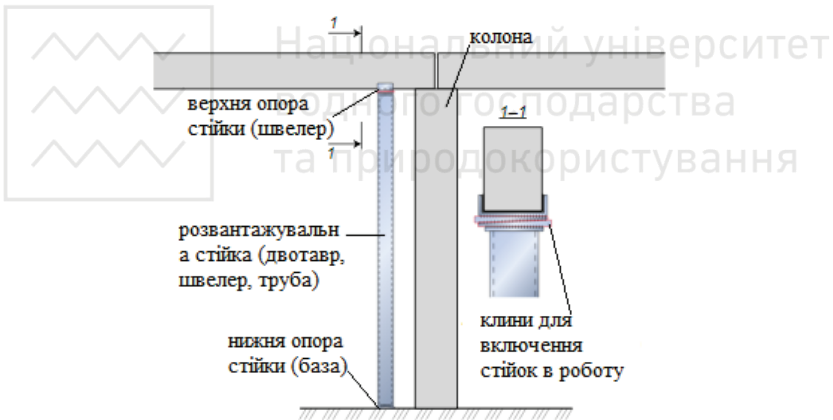 1
Національний університет
колона
верхня опора
стійки (швелер)
водного господарства
1–1
1
та природокористування
розвантажувальн
а стійка (двотавр,
швелер, труба)
клини для
включення
стійок в роботу
нижня опора
стійки (база)